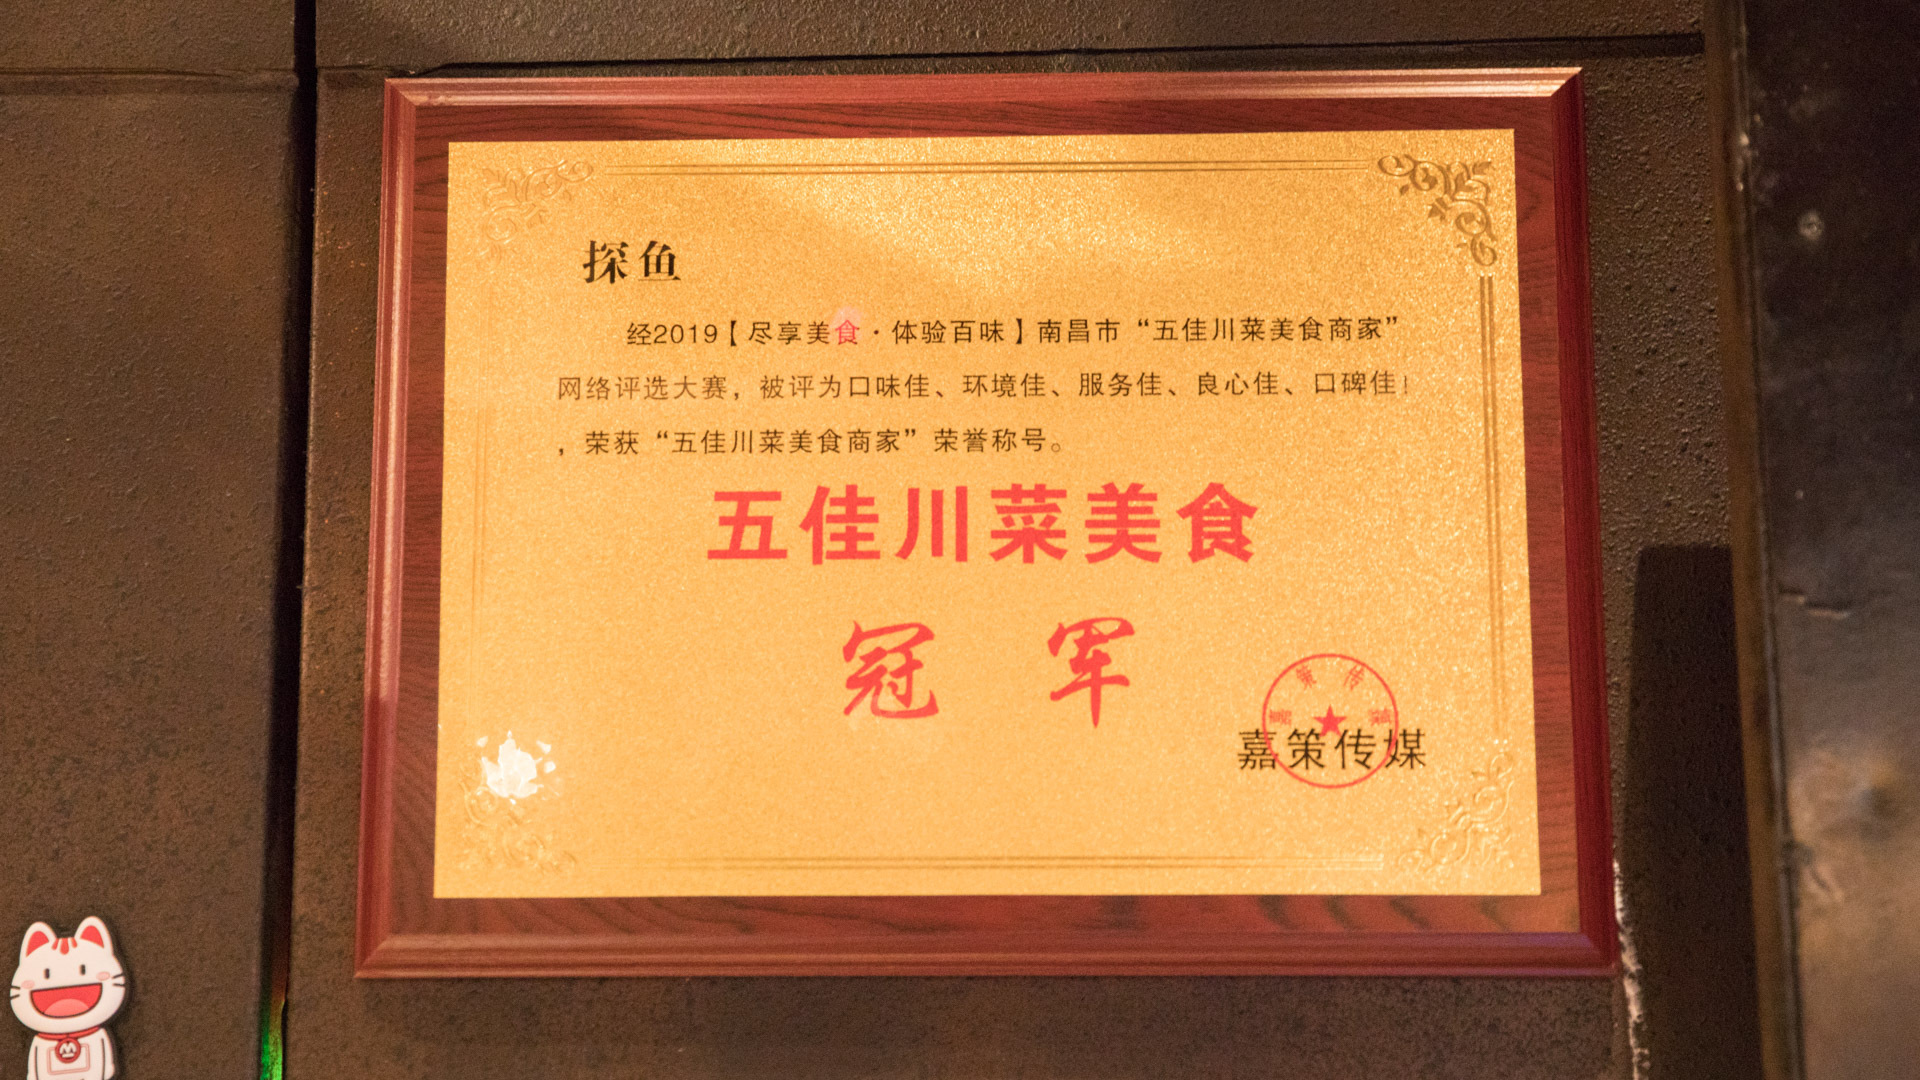 探鱼
经2019【尽享美食·体验百味】南昌市“五佳川菜美食商家”
网络评选大赛，被评为口味佳、环境佳、服务佳、良心佳、口碑佳！
，荣获“五佳川菜美食商家”荣誉称号。
五佳川菜美食
冠军
嘉策传媒
嘉策传媒